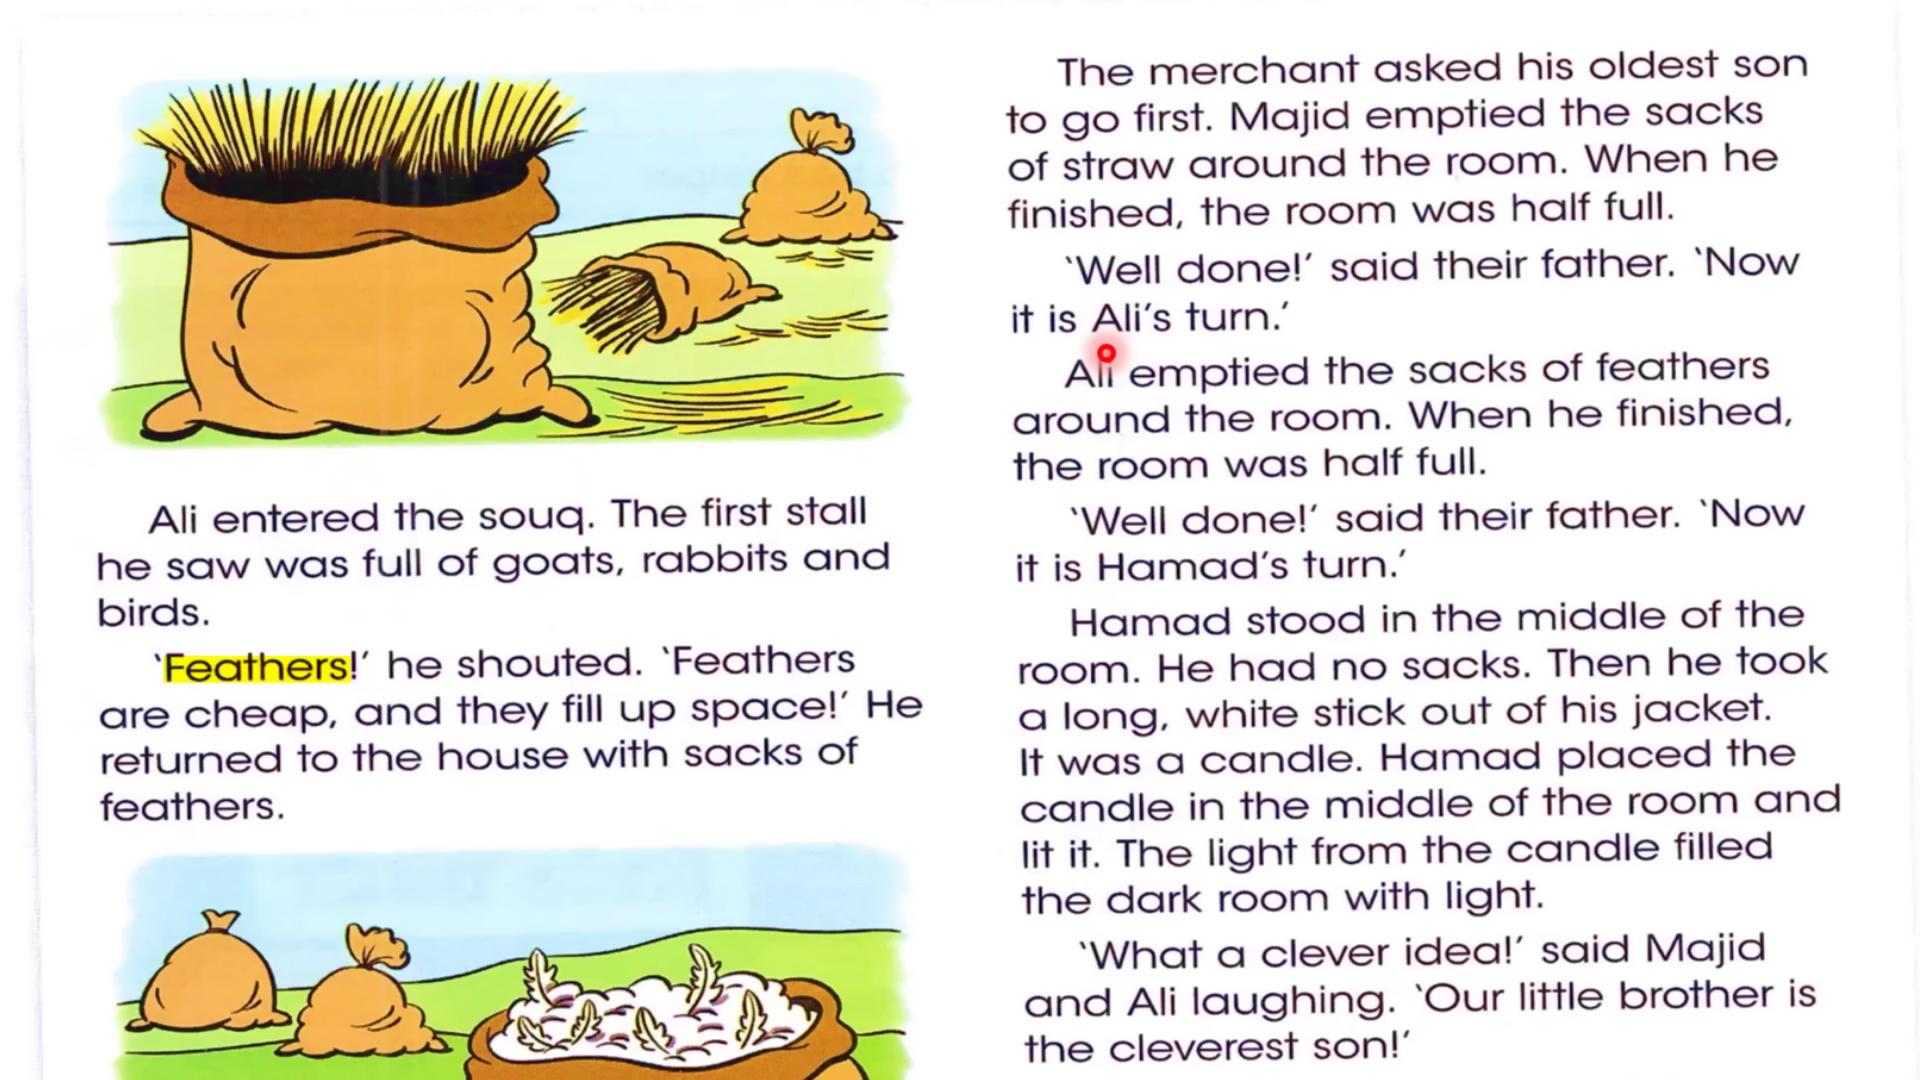 Ali entered the souq. The first stall
he saw was full of goats, rabbits and
birds.
‘Feathers!’ he shouted. ‘Feathers
are cheap, and they fill up space!’ He
returned to the house with sacks of
feathers.
The merchant asked his oldest son
to go first. Majid emptied the sacks
of straw around the room. When he
finished, the room was half full.
‘Well done!’ said their father. ‘Now
it is Ali’s turn.’
Ali emptied the sacks of feathers
around the room. When he finished,
the room was half full.
‘Well done!’ said their father. ‘Now
it is Hamad’s turn.’
Hamad stood in the middle of the
room. He had no sacks. Then he took
a long, white stick out of his jacket.
It was a candle. Hamad placed the
candle in the middle of the room and
lit it. The light from the candle filled
the dark room with light.
‘What a clever idea!’ said Majid
and Ali laughing. ‘Our little brother is
the cleverest son!’